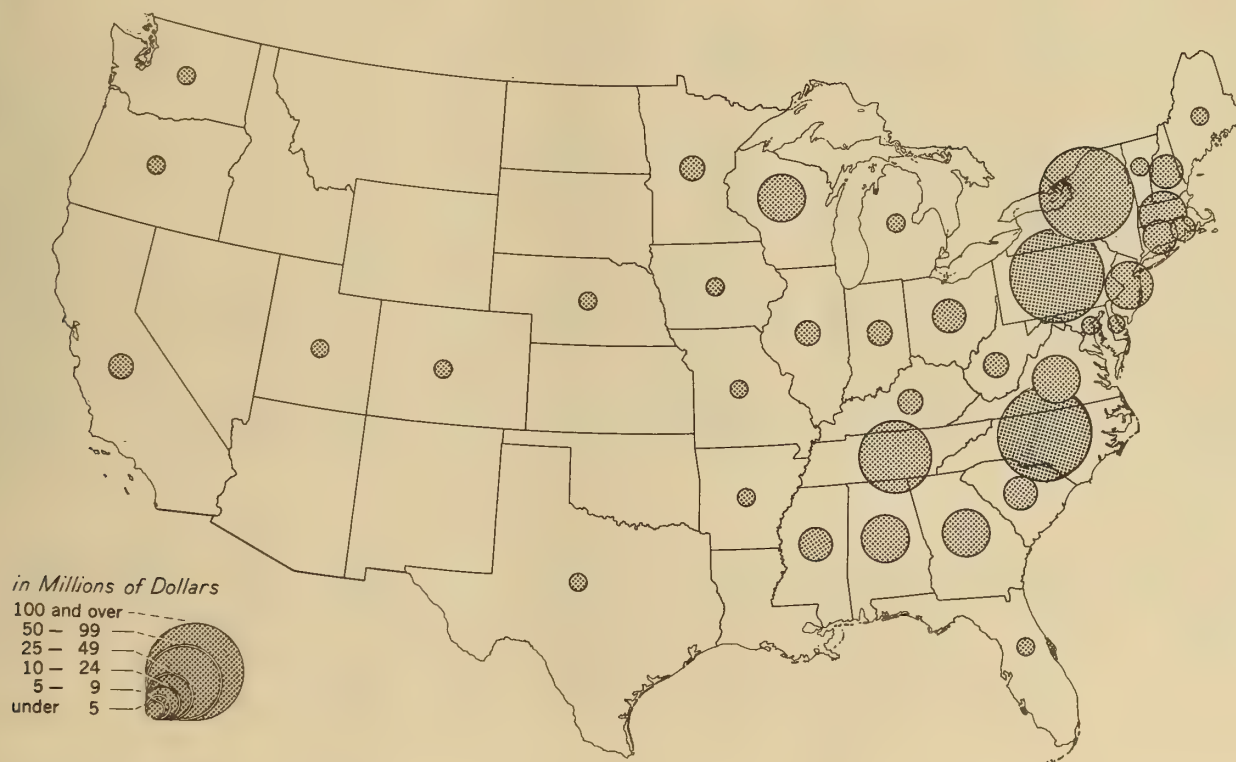 in Millions of Dollars
100 and over
50 – 99
25 – 49
10 – 24
5 – 9
under 5